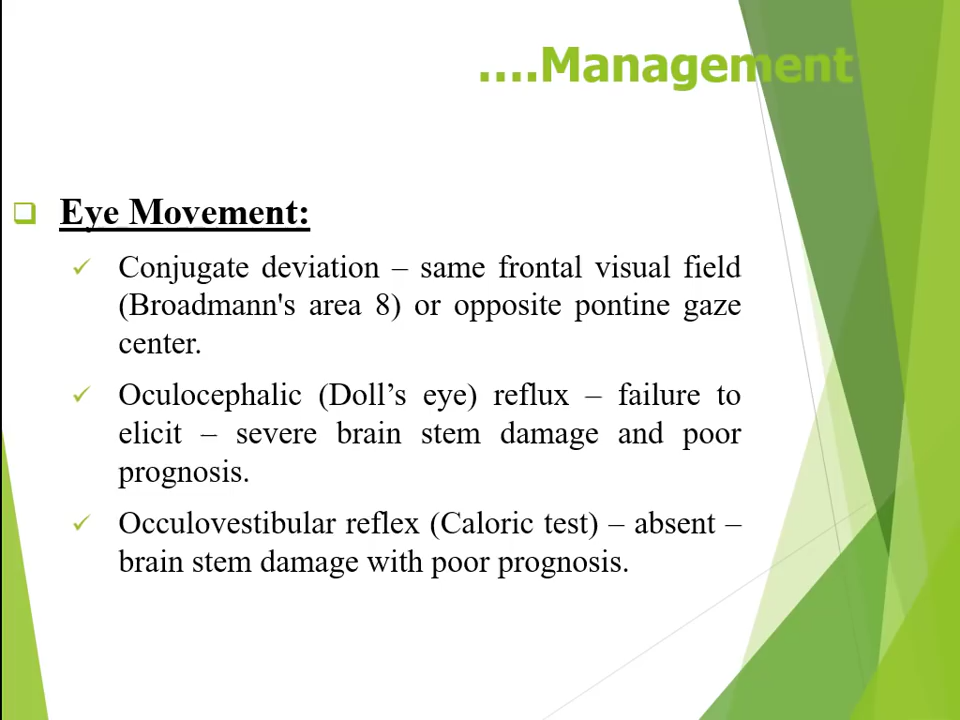 ....Management
Eye Movement:
Conjugate deviation – same frontal visual field
(Broadmann's area 8) or opposite pontine gaze
center.
Oculocephalic (Doll’s eye) reflux – failure to
elicit – severe brain stem damage and poor
prognosis.
Occulovestibular reflex (Caloric test) – absent –
brain stem damage with poor prognosis.